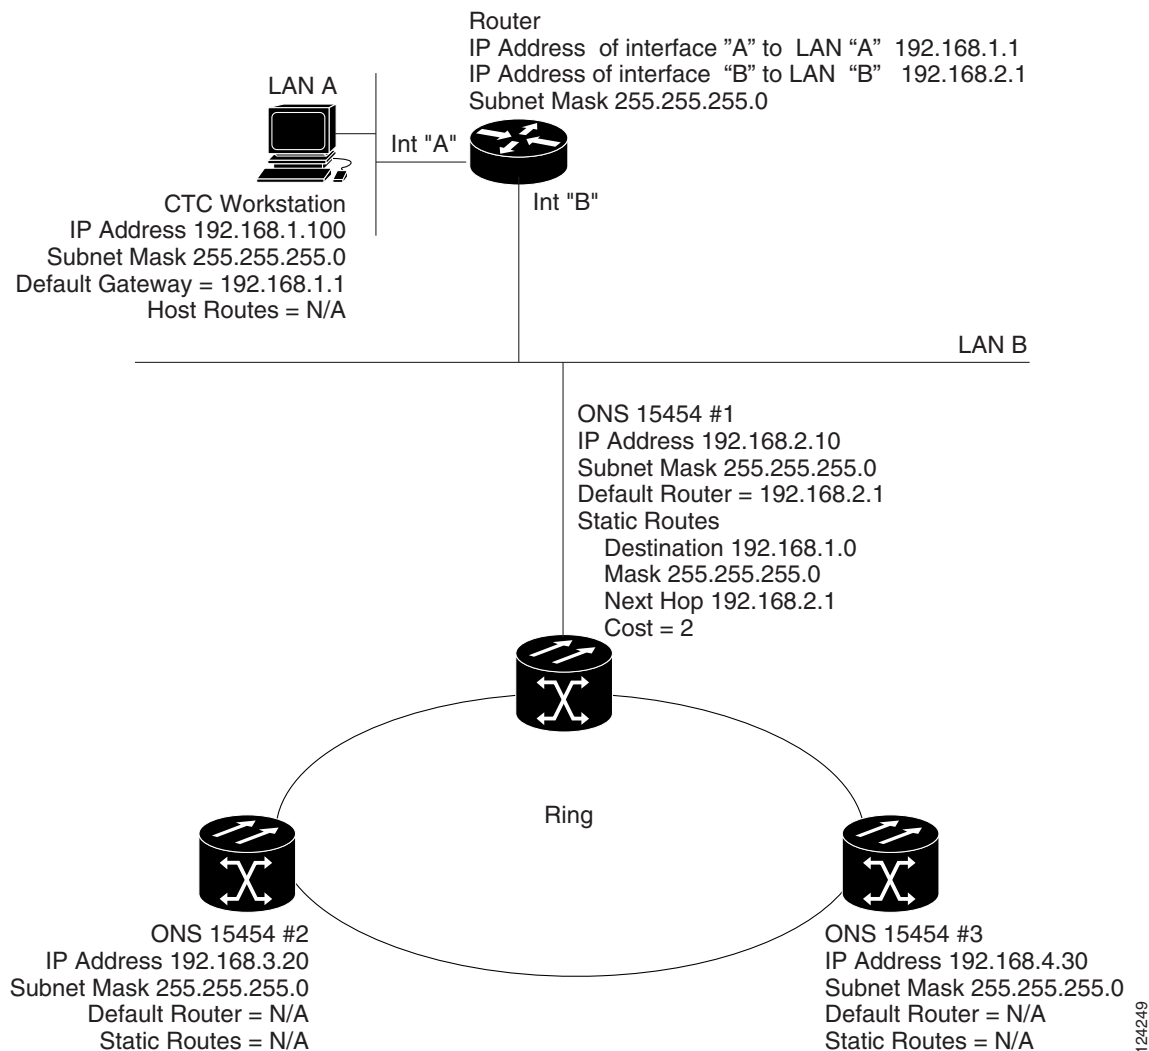 Router
IP Address of interface ”A” to LAN “A” 192.168.1.1
IP Address of interface “B” to LAN “B” 192.168.2.1
Subnet Mask 255.255.255.0
LAN A
Int "A"
Int "B"
CTC Workstation
IP Address 192.168.1.100
Subnet Mask 255.255.255.0
Default Gateway = 192.168.1.1
Host Routes = N/A
LAN B
ONS 15454 #1
IP Address 192.168.2.10
Subnet Mask 255.255.255.0
Default Router = 192.168.2.1
Static Routes
Destination 192.168.1.0
Mask 255.255.255.0
Next Hop 192.168.2.1
Cost = 2
Ring
ONS 15454 #2
IP Address 192.168.3.20
Subnet Mask 255.255.255.0
Default Router = N/A
Static Routes = N/A
ONS 15454 #3
IP Address 192.168.4.30
Subnet Mask 255.255.255.0
Default Router = N/A
Static Routes = N/A
124249